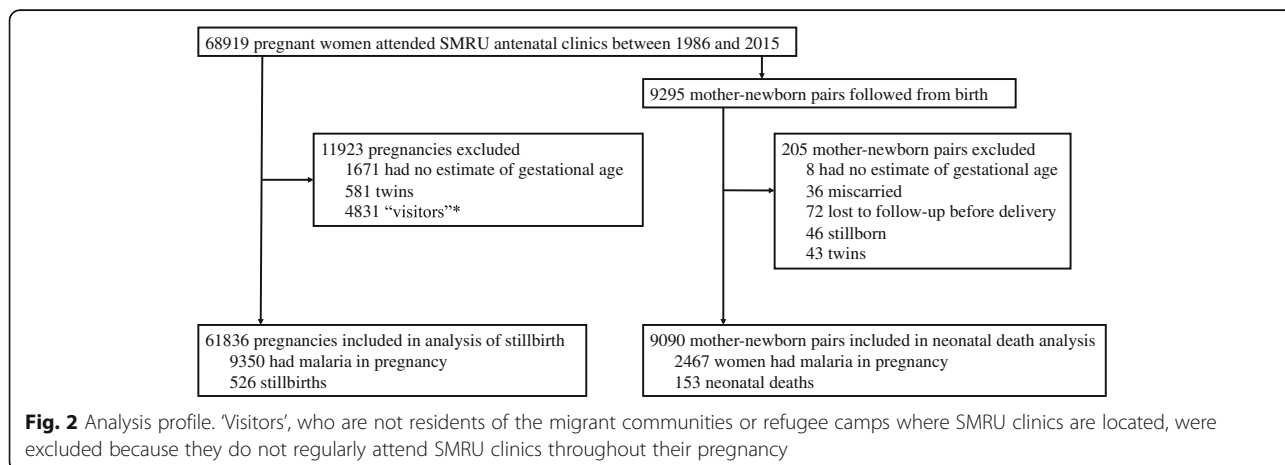 68919 pregnant women attended SMRU antenatal clinics between 1986 and 2015
9295 mother-newborn pairs followed from birth
11923 pregnancies excluded
1671 had no estimate of gestational age
581 twins
4831 “visitors”*
205 mother-newborn pairs excluded
8 had no estimate of gestational age
36 miscarried
72 lost to follow-up before delivery
46 stillborn
43 twins
61836 pregnancies included in analysis of stillbirth
9350 had malaria in pregnancy
526 stillbirths
9090 mother-newborn pairs included in neonatal death analysis
2467 women had malaria in pregnancy
153 neonatal deaths
Fig. 2 Analysis profile. ‘Visitors’, who are not residents of the migrant communities or refugee camps where SMRU clinics are located, were
excluded because they do not regularly attend SMRU clinics throughout their pregnancy